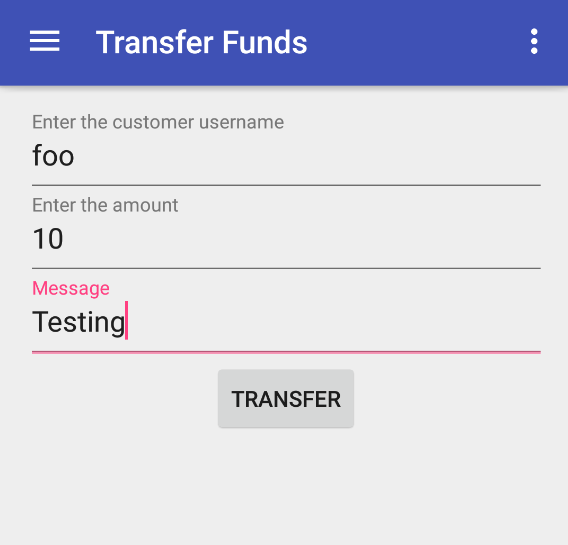 Transfer Funds
Enter the customer username
foo
Enter the amount
10
Message
Testing
TRANSFER